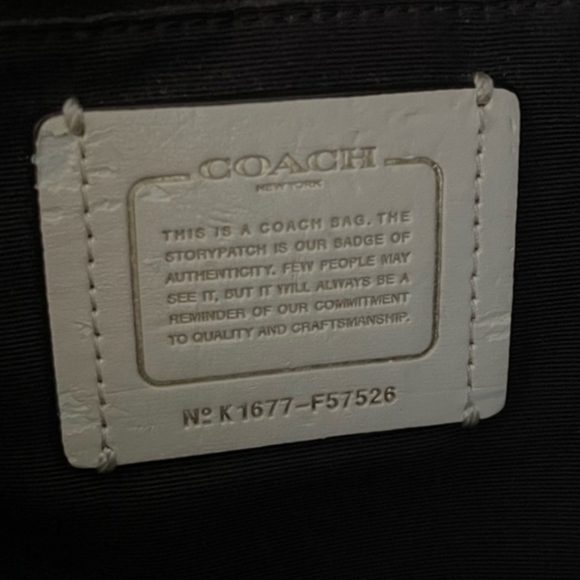 COACH
NEW YORK
THIS IS A COACH BAG. THE
STORYPATCH IS OUR BADGE OF
AUTHENTICITY. FEW PEOPLE MAY
SEE IT, BUT IT WILL ALWAYS BE A
REMINDER OF OUR COMMITMENT
TO QUALITY AND CRAFTSMANSHIP.
Nº K1677-F57526